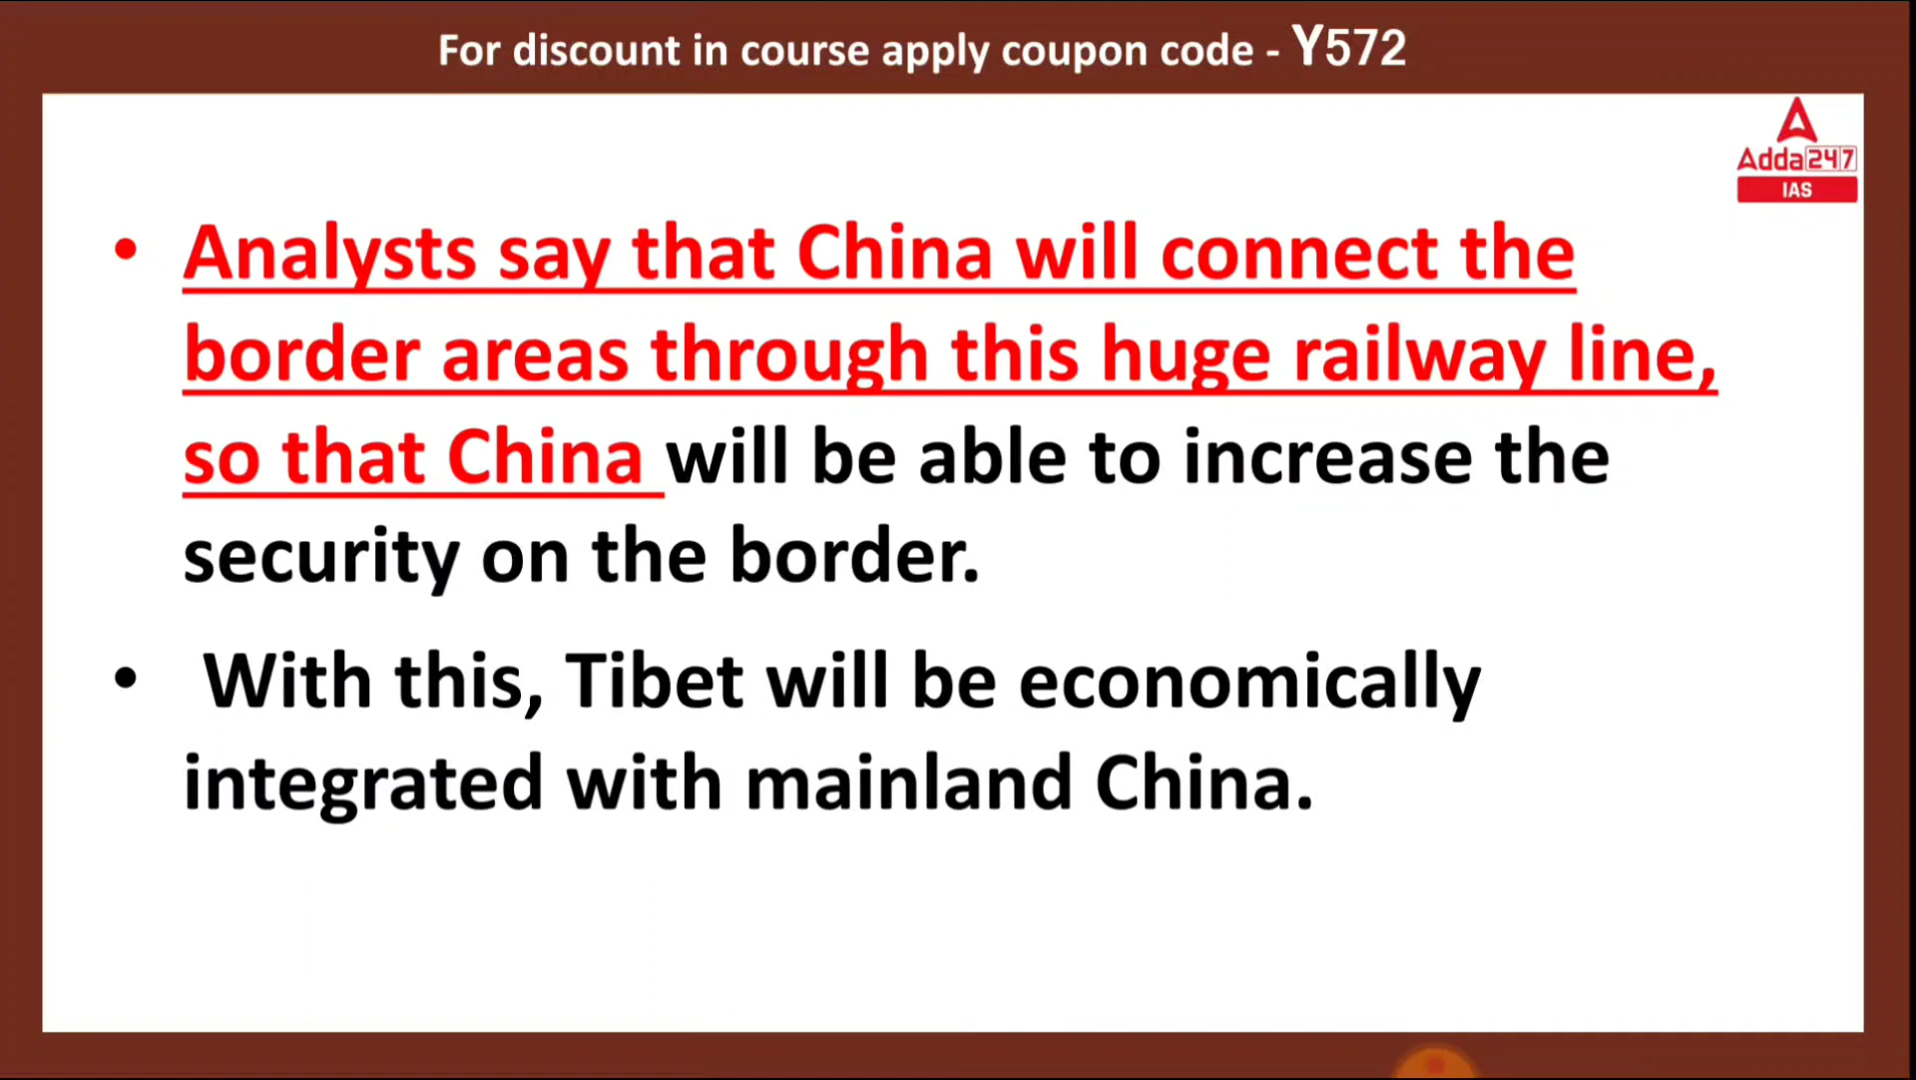 For discount in course apply coupon code - Y572
Adda247
IAS
• Analysts say that China will connect the
border areas through this huge railway line,
so that China will be able to increase the
security on the border.
• With this, Tibet will be economically
integrated with mainland China.